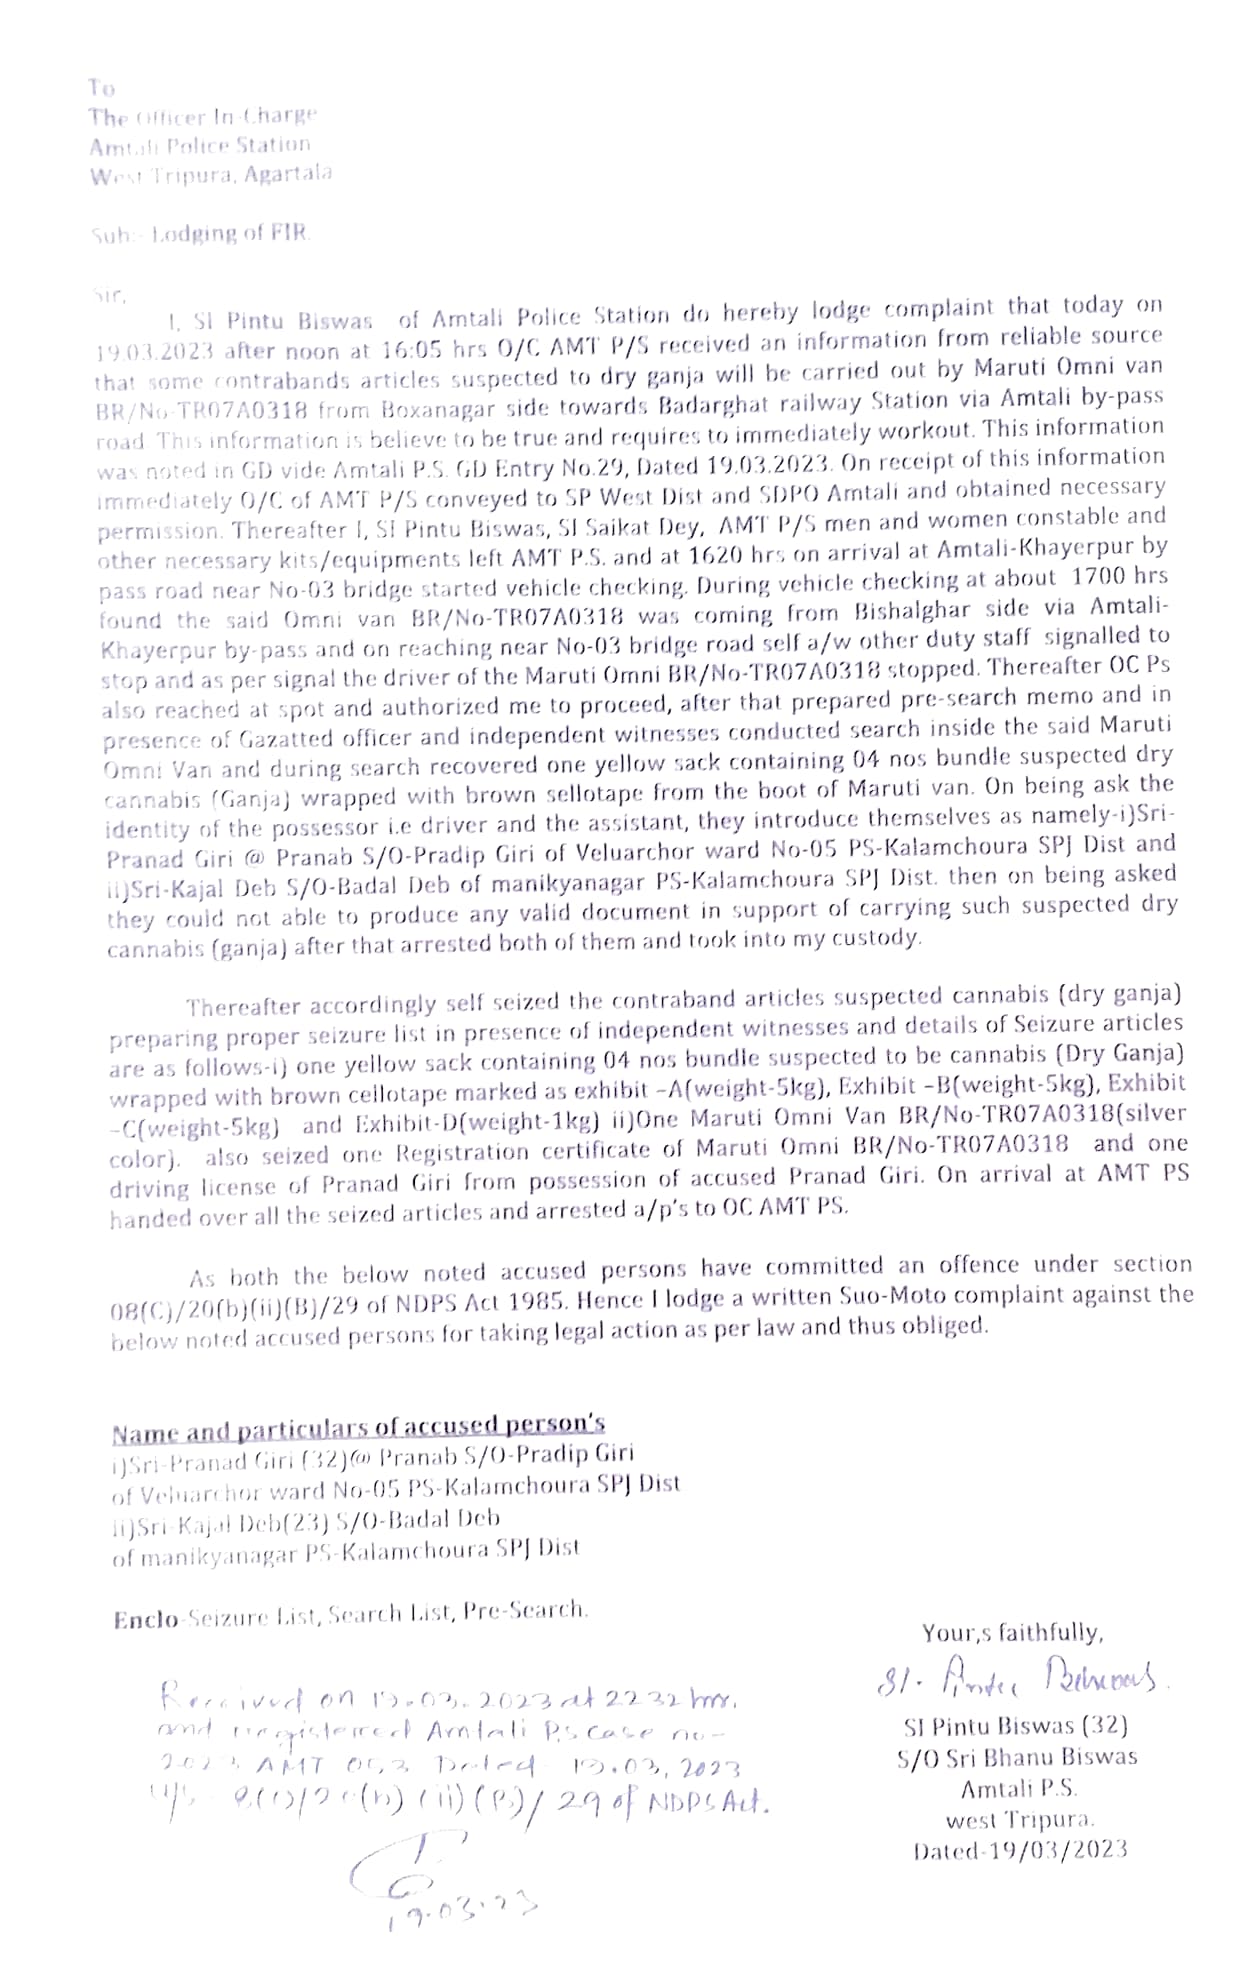 To
The Officer In-Charge
Amtali Police Station
West Tripura, Agartala
Sub:- Lodging of FIR.
Sir,
I, SI Pintu Biswas of Amtali Police Station do hereby lodge complaint that today on
19.03.2023 after noon at 16:05 hrs O/C AMT P/S received an information from reliable source
that some contrabands articles suspected to dry ganja will be carried out by Maruti Omni van
BR/No-TR07A0318 from Boxanagar side towards Badarghat railway Station via Amtali by-pass
road. This information is believe to be true and requires to immediately workout. This information
was noted in GD vide Amtali P.S. GD Entry No.29, Dated 19.03.2023. On receipt of this information
immediately O/C of AMT P/S conveyed to SP West Dist and SDPO Amtali and obtained necessary
permission. Thereafter I, SI Pintu Biswas, SI Saikat Dey, AMT P/S men and women constable and
other necessary kits/equipments left AMT P.S. and at 1620 hrs on arrival at Amtali-Khayerpur by
pass road near No-03 bridge started vehicle checking. During vehicle checking at about 1700 hrs
found the said Omni van BR/No-TR07A0318 was coming from Bishalghar side via Amtali-
Khayerpur by-pass and on reaching near No-03 bridge road self a/w other duty staff signalled to
stop and as per signal the driver of the Maruti Omni BR/No-TR07A0318 stopped. Thereafter OC Ps
also reached at spot and authorized me to proceed, after that prepared pre-search memo and in
presence of Gazatted officer and independent witnesses conducted search inside the said Maruti
Omni Van and during search recovered one yellow sack containing 04 nos bundle suspected dry
cannabis (Ganja) wrapped with brown sellotape from the boot of Maruti van. On being ask the
identity of the possessor i.e driver and the assistant, they introduce themselves as namely-i)Sri-
Pranad Giri @ Pranab S/O-Pradip Giri of Veluarchor ward No-05 PS-Kalamchoura SPJ Dist and
ii)Sri-Kajal Deb S/O-Badal Deb of manikyanagar PS-Kalamchoura SPJ Dist. then on being asked
they could not able to produce any valid document in support of carrying such suspected dry
cannabis (ganja) after that arrested both of them and took into my custody.
Thereafter accordingly self seized the contraband articles suspected cannabis (dry ganja)
preparing proper seizure list in presence of independent witnesses and details of Seizure articles
are as follows-i) one yellow sack containing 04 nos bundle suspected to be cannabis (Dry Ganja)
wrapped with brown cellotape marked as exhibit –A(weight-5kg), Exhibit –B(weight-5kg), Exhibit
–C(weight-5kg) and Exhibit-D(weight-1kg) ii)One Maruti Omni Van BR/No-TR07A0318(silver
color). also seized one Registration certificate of Maruti Omni BR/No-TR07A0318 and one
driving license of Pranad Giri from possession of accused Pranad Giri. On arrival at AMT PS
handed over all the seized articles and arrested a/p's to OC AMT PS.
As both the below noted accused persons have committed an offence under section
08(C)/20(b)(ii)(B)/29 of NDPS Act 1985. Hence I lodge a written Suo-Moto complaint against the
below noted accused persons for taking legal action as per law and thus obliged.
Name and particulars of accused person's
i)Sri-Pranad Giri (32)@ Pranab S/O-Pradip Giri
of Veluarchor ward No-05 PS-Kalamchoura SPJ Dist
ii)Sri-Kajal Deb(23) S/O-Badal Deb
of manikyanagar PS-Kalamchoura SPJ Dist
Enclo-Seizure List, Search List, Pre-Search.
Your,s faithfully,
SI. Pintu Biswas.
SI Pintu Biswas (32)
S/O Sri Bhanu Biswas
Amtali P.S.
west Tripura.
Dated-19/03/2023
Received on 19.03.2023 at 2232 hrs.
and registered Amtali P.s case no-
2023 AMT 053 Dated 19.03.2023
U/S- 8(c)/20(b)(ii)(B)/29 of NDPS Act.
19.03.23